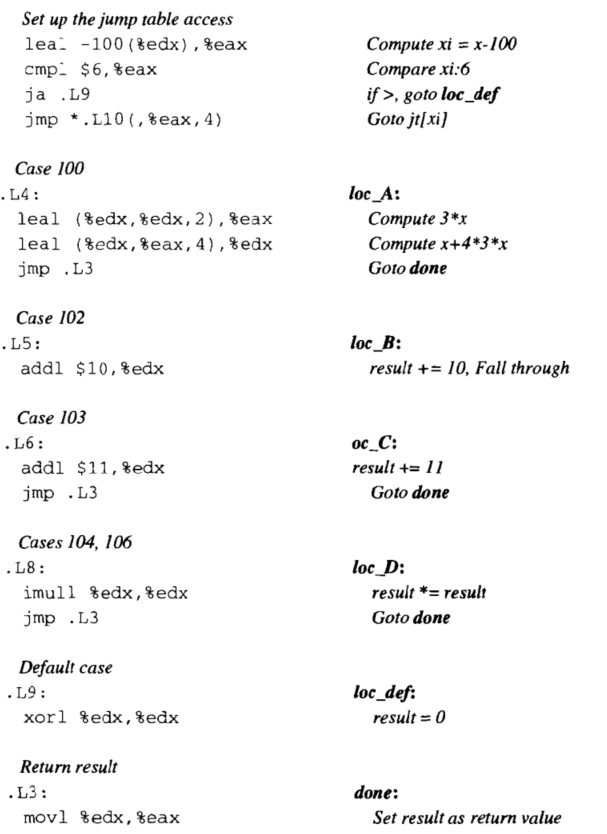 Set up the jump table access
leal -100(%edx),%eax Compute xi = x-100
cmpl $6,%eax Compare xi:6
ja .L9 if >, goto loc_def
jmp *.L10(,%eax,4) Goto jt[xi]
Case 100
.L4: loc_A:
leal (%edx,%edx,2),%eax Compute 3*x
leal (%edx,%eax,4),%edx Compute x+4*3*x
jmp .L3 Goto done
Case 102
.L5: loc_B:
addl $10,%edx result += 10, Fall through
Case 103
.L6: oc_C:
addl $11,%edx result += 11
jmp .L3 Goto done
Cases 104, 106
.L8: loc_D:
imull %edx,%edx result *= result
jmp .L3 Goto done
Default case
.L9: loc_def:
xorl %edx,%edx result = 0
Return result
.L3: done:
movl %edx,%eax Set result as return value